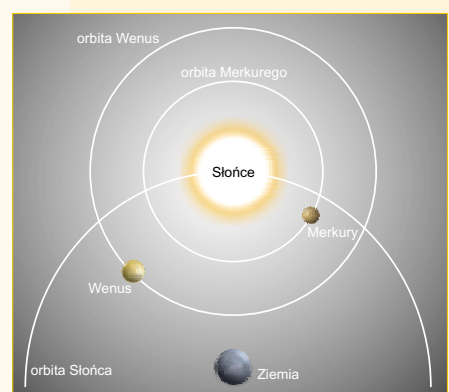 orbita Wenus
orbita Merkurego
Słońce
Merkury
Wenus
orbita Słońca
Ziemia